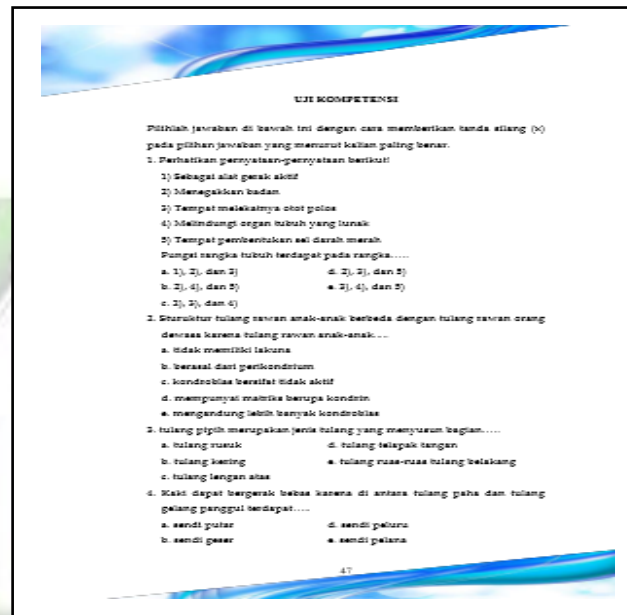 UJI KOMPETENSI
Pilihlah jawaban di bawah ini dengan cara memberikan tanda silang (x)
pada pilihan jawaban yang menurut kalian paling benar.
1. Perhatikan pernyataan-pernyataan berikut!
1) Sebagai alat gerak aktif
2) Menegakkan badan
3) Tempat melekatnya otot polos
4) Melindungi organ tubuh yang lunak
5) Tempat pembentukan sel darah merah
Fungsi rangka tubuh terdapat pada rangka.....
a. 1), 2), dan 3) d. 2), 3), dan 5)
b. 2), 4), dan 5) e. 3), 4), dan 5)
c. 2), 3), dan 4)
2. Sturuktur tulang rawan anak-anak berbeda dengan tulang rawan orang
dewasa karena tulang rawan anak-anak....
a. tidak memiliki lakuna
b. berasal dari perikondrium
c. kondroblas bersifat tidak aktif
d. mempunyai matriks berupa kondrin
e. mengandung lebih banyak kondroblas
3. tulang pipih merupakan jenis tulang yang menyusun bagian.....
a. tulang rusuk d. tulang telapak tangan
b. tulang kering e. tulang ruas-ruas tulang belakang
c. tulang lengan atas
4. Kaki dapat bergerak bebas karena di antara tulang paha dan tulang
gelang panggul terdapat.....
a. sendi putar d. sendi peluru
b. sendi geser e. sendi pelana
47